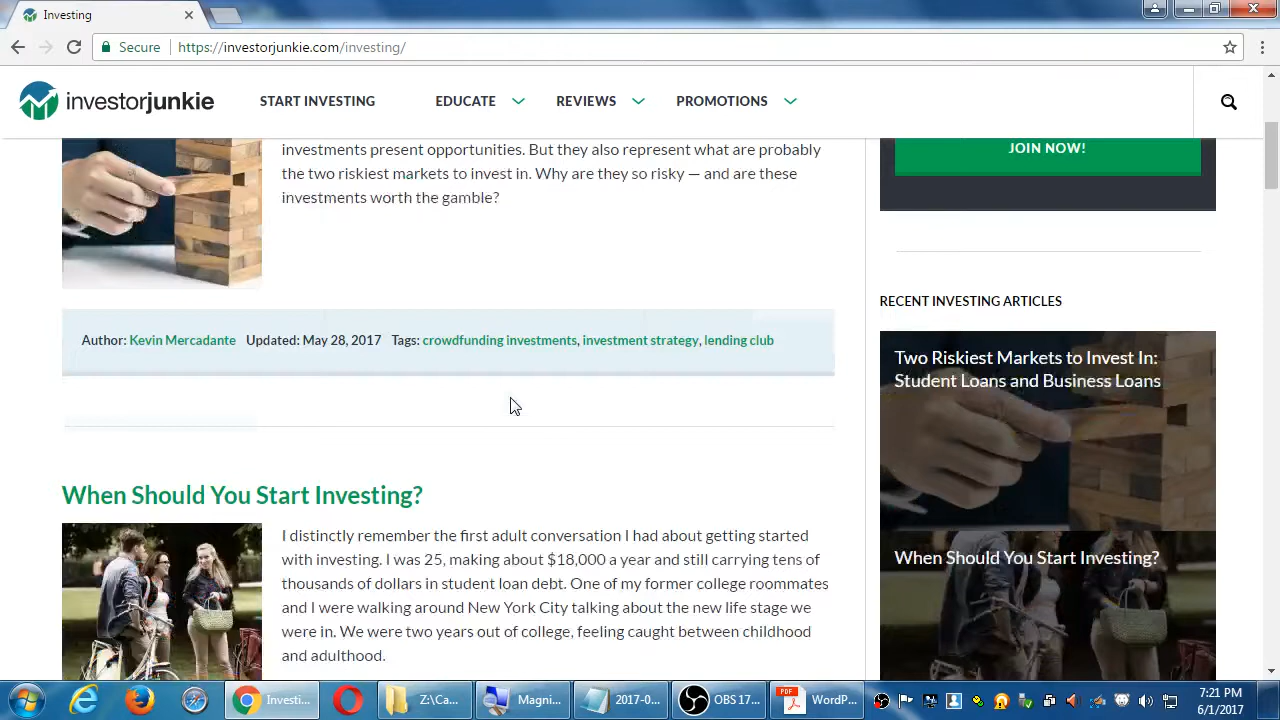 Investing
Secure https://investorjunkie.com/investing/
investorjunkie START INVESTING EDUCATE REVIEWS PROMOTIONS
investments present opportunities. But they also represent what are probably
the two riskiest markets to invest in. Why are they so risky — and are these
investments worth the gamble?
Author: Kevin Mercadante Updated: May 28, 2017 Tags: crowdfunding investments, investment strategy, lending club
When Should You Start Investing?
I distinctly remember the first adult conversation I had about getting started
with investing. I was 25, making about $18,000 a year and still carrying tens of
thousands of dollars in student loan debt. One of my former college roommates
and I were walking around New York City talking about the new life stage we
were in. We were two years out of college, feeling caught between childhood
and adulthood.
JOIN NOW!
RECENT INVESTING ARTICLES
Two Riskiest Markets to Invest In:
Student Loans and Business Loans
When Should You Start Investing?
Investi... Z:\Ca... Magni... 2017-0... OBS 17... PDF WordP...
7:21 PM
6/1/2017